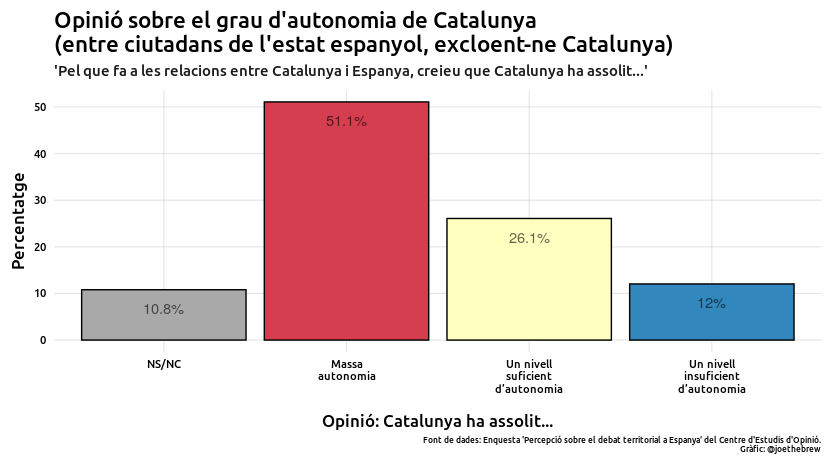 Opinió sobre el grau d'autonomia de Catalunya
(entre ciutadans de l'estat espanyol, excloent-ne Catalunya)
'Pel que fa a les relacions entre Catalunya i Espanya, creieu que Catalunya ha assolit...'
Percentatge
50
40
30
20
10
0
10.8%
51.1%
26.1%
12%
NS/NC
Massa
autonomia
Un nivell
suficient
d’autonomia
Un nivell
insuficient
d’autonomia
Opinió: Catalunya ha assolit...
Font de dades: Enquesta 'Percepció sobre el debat territorial a Espanya' del Centre d'Estudis d'Opinió.
Gràfic: @joethebrew